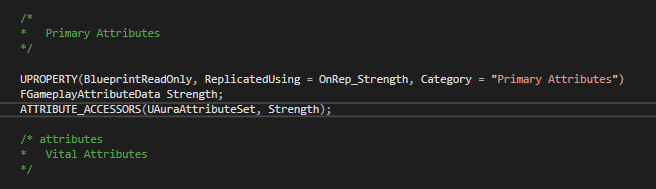 /*
*   Primary Attributes
*/
UPROPERTY(BlueprintReadOnly, ReplicatedUsing = OnRep_Strength, Category = "Primary Attributes")
FGameplayAttributeData Strength;
ATTRIBUTE_ACCESSORS(UAuraAttributeSet, Strength);
/* attributes
*   Vital Attributes
*/